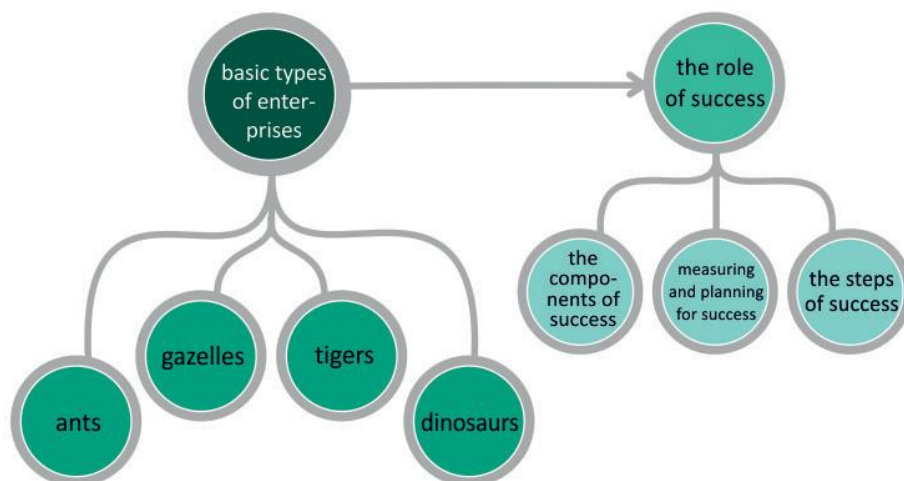 basic types
of enter-
prises
the role
of success
the
compo-
nents of
success
measuring
and planning
for success
the steps
of success
gazelles
tigers
ants
dinosaurs